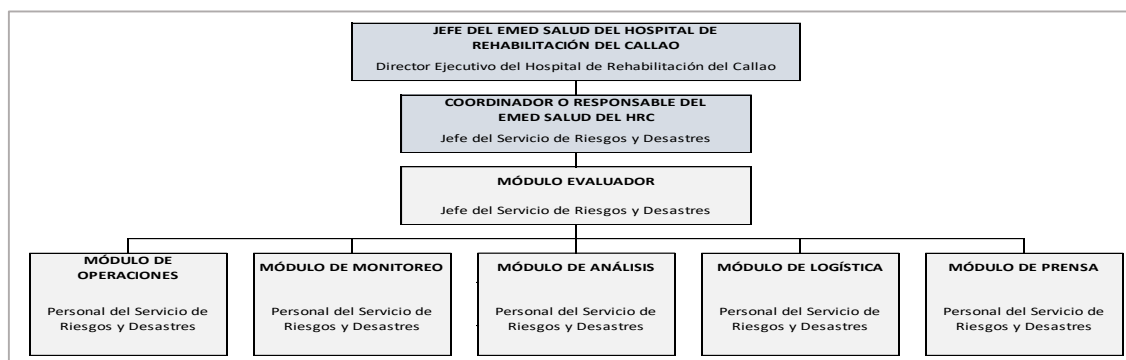 JEFE DEL EMED SALUD DEL HOSPITAL DE
REHABILITACIÓN DEL CALLAO
Director Ejecutivo del Hospital de Rehabilitación del Callao
COORDINADOR O RESPONSABLE DEL
EMED SALUD DEL HRC
Jefe del Servicio de Riesgos y Desastres
MÓDULO EVALUADOR
Jefe del Servicio de Riesgos y Desastres
MÓDULO DE
OPERACIONES
Personal del Servicio de
Riesgos y Desastres
MÓDULO DE MONITOREO
Personal del Servicio de
Riesgos y Desastres
MÓDULO DE ANÁLISIS
Personal del Servicio de
Riesgos y Desastres
MÓDULO DE LOGÍSTICA
Personal del Servicio de
Riesgos y Desastres
MÓDULO DE PRENSA
Personal del Servicio de
Riesgos y Desastres